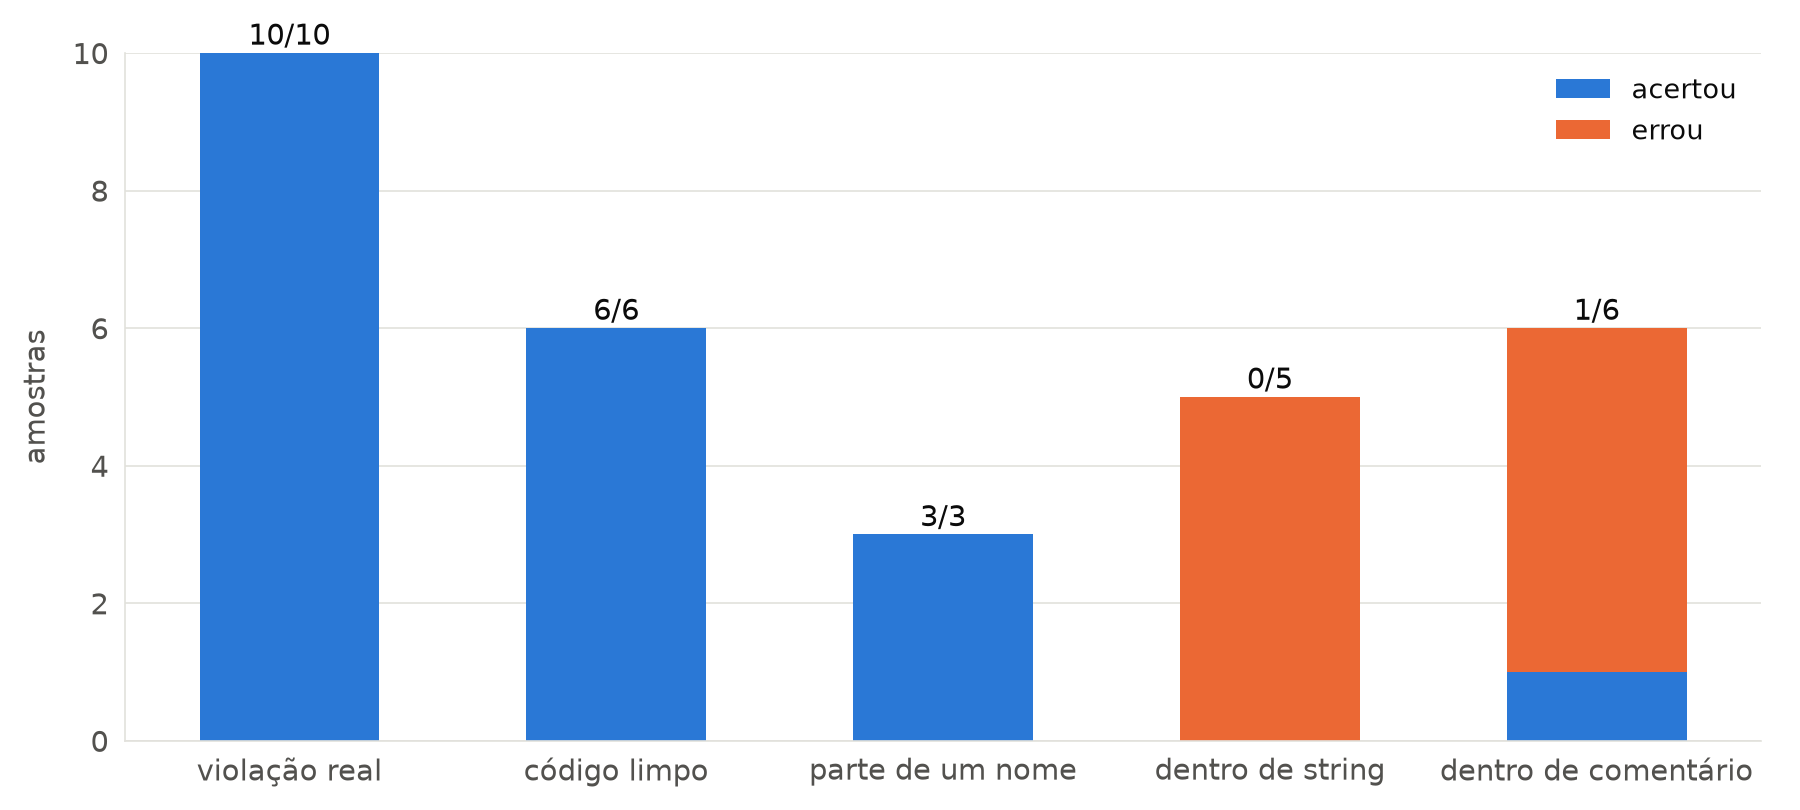 10/10
10
acertou
errou
8
6/6
1/6
6
0/5
amostras
4
3/3
2
0
violação real
código limpo
parte de um nome
dentro de string
dentro de comentário